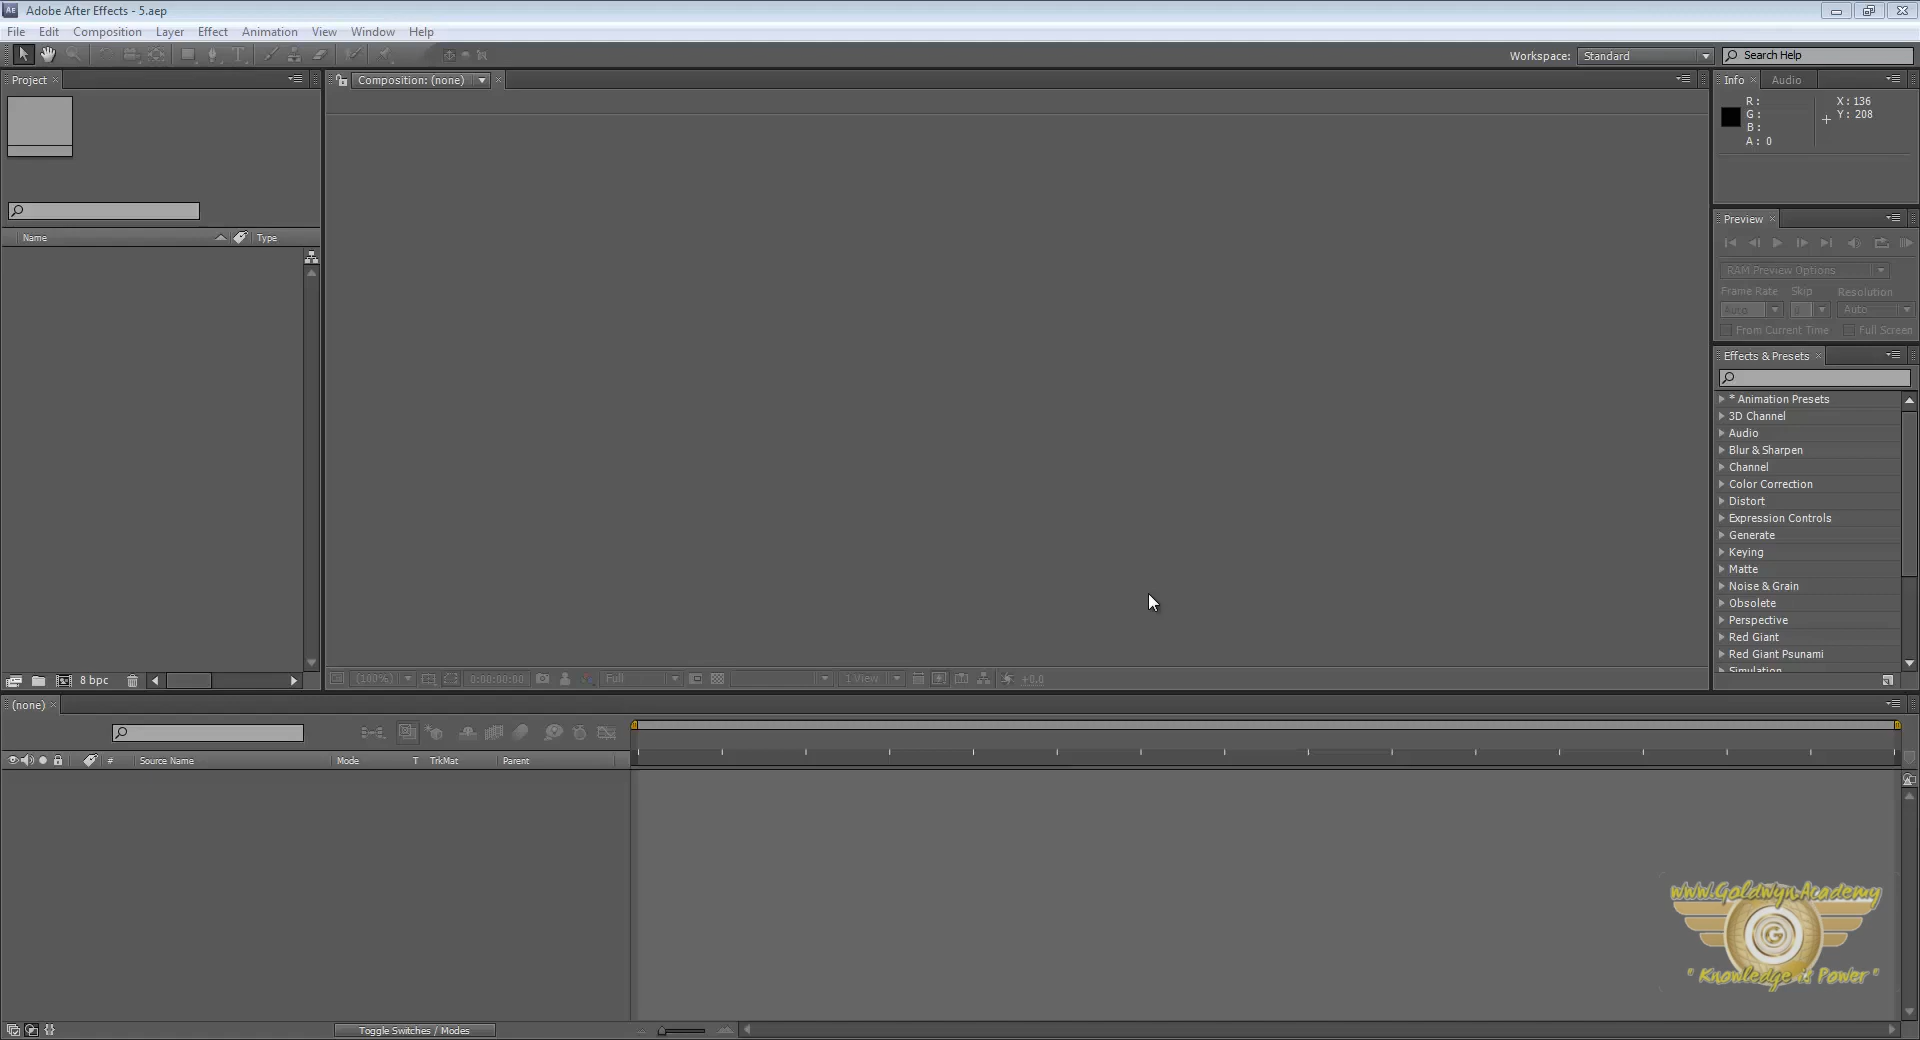 Adobe After Effects - 5.aep
File Edit Composition Layer Effect Animation View Window Help
Workspace: Standard Search Help
Project
Composition: (none)
Info Audio
R: X: 136
G: Y: 208
B:
A: 0
Name Type
Preview
RAM Preview Options
Frame Rate Skip Resolution
Auto 0 Auto
From Current Time Full Screen
Effects & Presets
* Animation Presets
3D Channel
Audio
Blur & Sharpen
Channel
Color Correction
Distort
Expression Controls
Generate
Keying
Matte
Noise & Grain
Obsolete
Perspective
Red Giant
Red Giant Psunami
Simulation
8 bpc
(100%) 0:00:00:00 Full 1 View +0.0
(none)
# Source Name Mode T TrkMat Parent
Toggle Switches / Modes
www.Goldwyn.Academy
G
" Knowledge is Power "